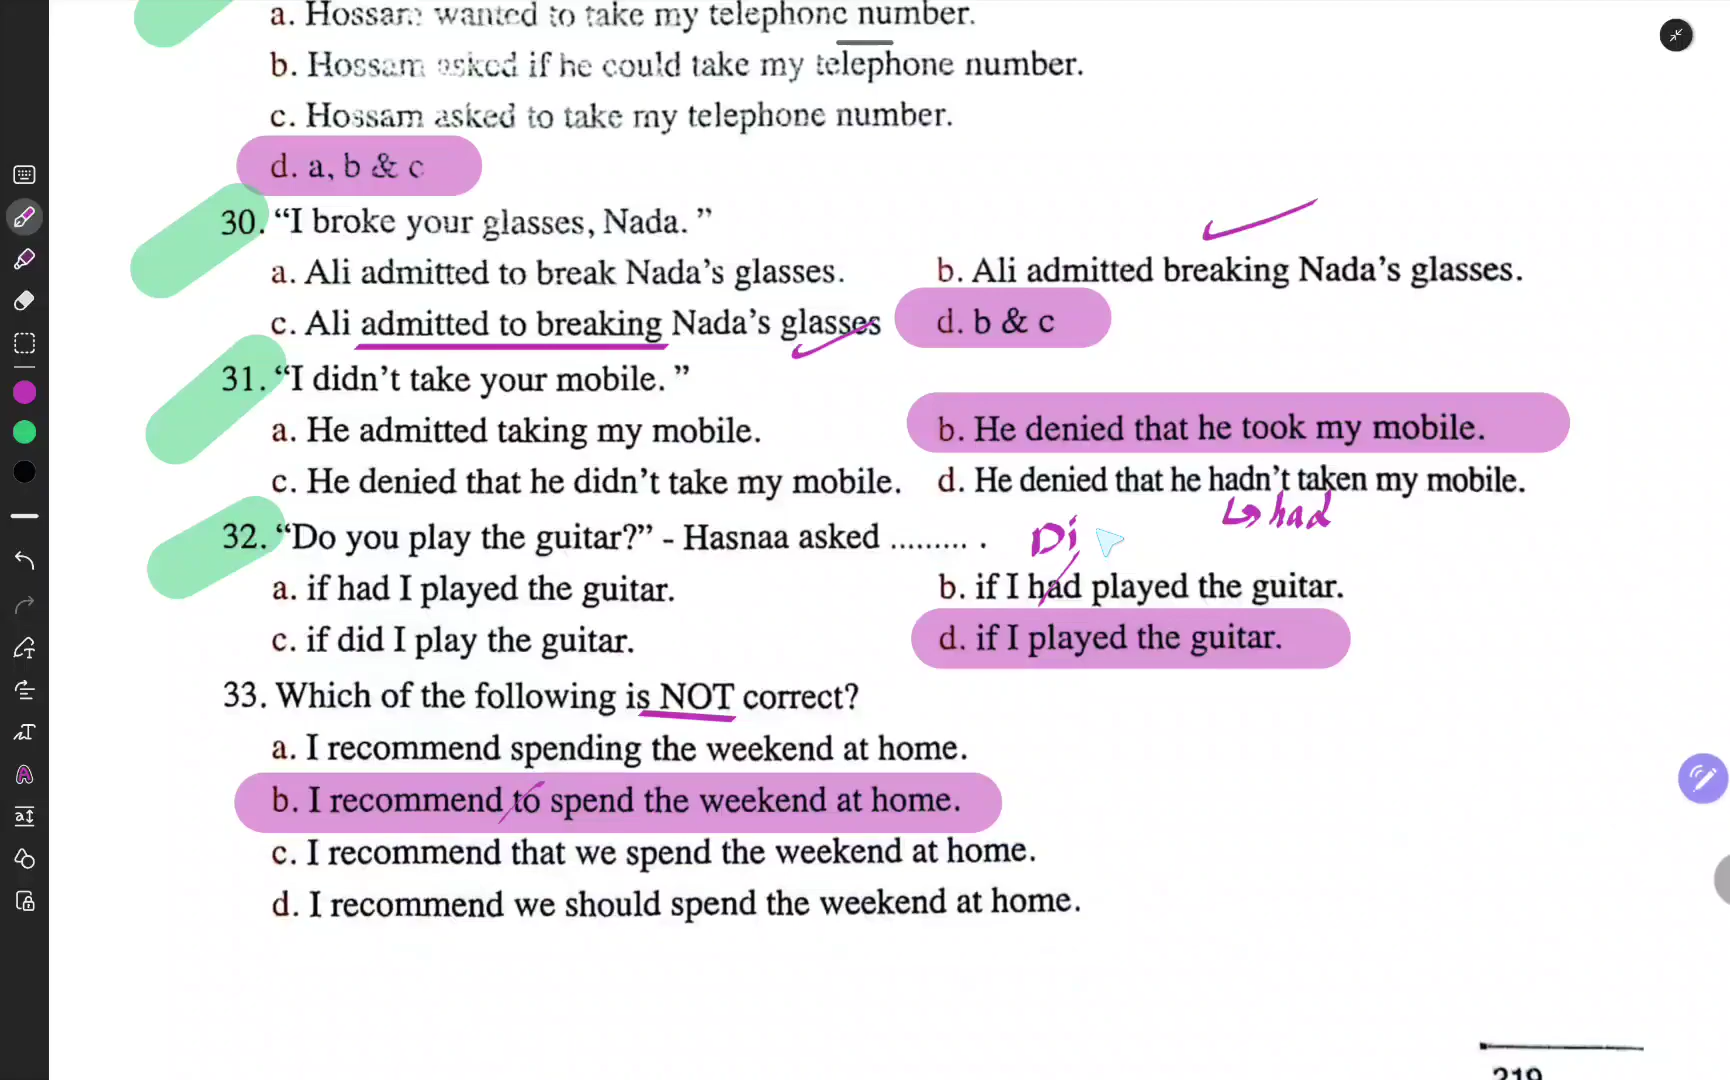 a. Hossam wanted to take my telephone number.
b. Hossam asked if he could take my telephone number.
c. Hossam asked to take my telephone number.
d. a, b & c
30. “I broke your glasses, Nada. ”
a. Ali admitted to break Nada’s glasses. b. Ali admitted breaking Nada’s glasses.
c. Ali admitted to breaking Nada’s glasses d. b & c
31. “I didn’t take your mobile. ”
a. He admitted taking my mobile. b. He denied that he took my mobile.
c. He denied that he didn’t take my mobile. d. He denied that he hadn’t taken my mobile.
had
32. “Do you play the guitar?” - Hasnaa asked ......... .
Di
a. if had I played the guitar. b. if I had played the guitar.
c. if did I play the guitar. d. if I played the guitar.
33. Which of the following is NOT correct?
a. I recommend spending the weekend at home.
b. I recommend to spend the weekend at home.
c. I recommend that we spend the weekend at home.
d. I recommend we should spend the weekend at home.